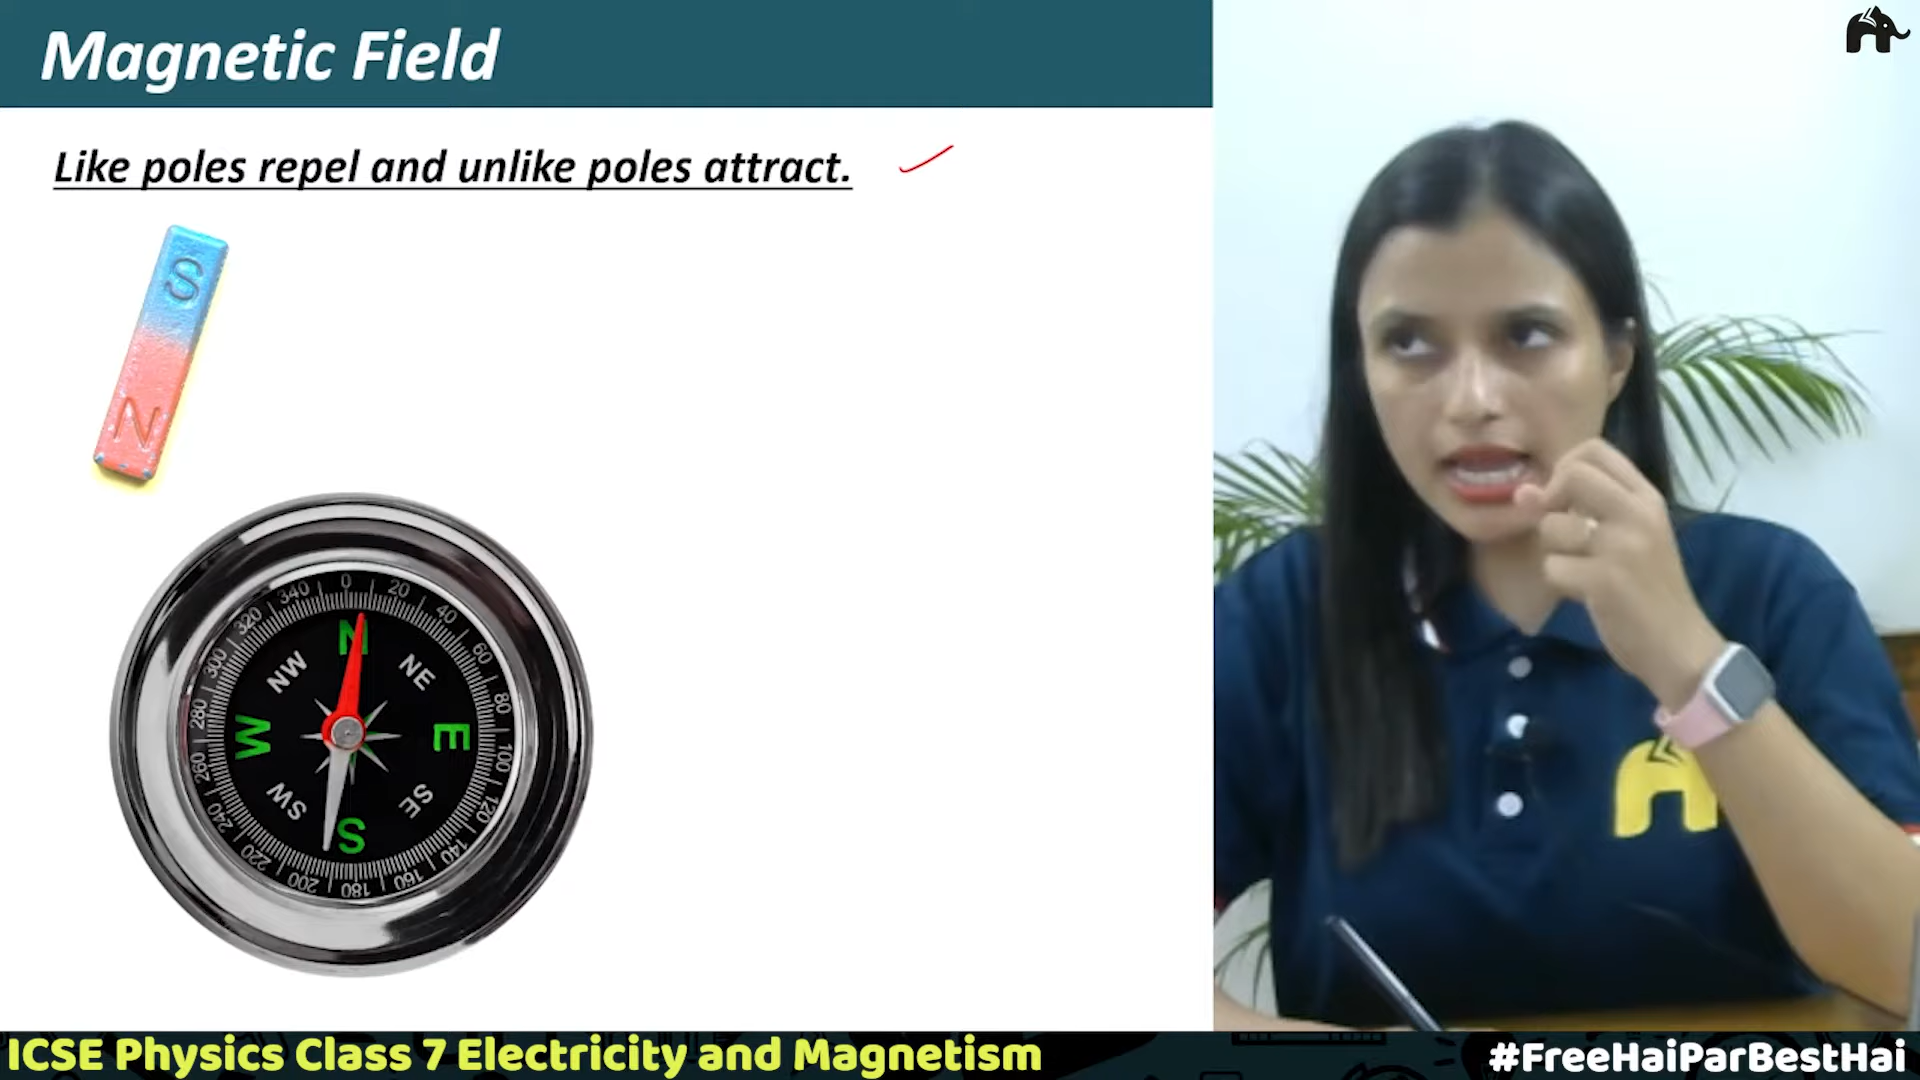 Magnetic Field
Like poles repel and unlike poles attract.
S
N
0
20
40
60
80
100
120
140
160
180
200
220
240
260
280
300
320
340
N
NE
E
SE
S
SW
W
NW
ICSE Physics Class 7 Electricity and Magnetism
#FreeHaiParBestHai